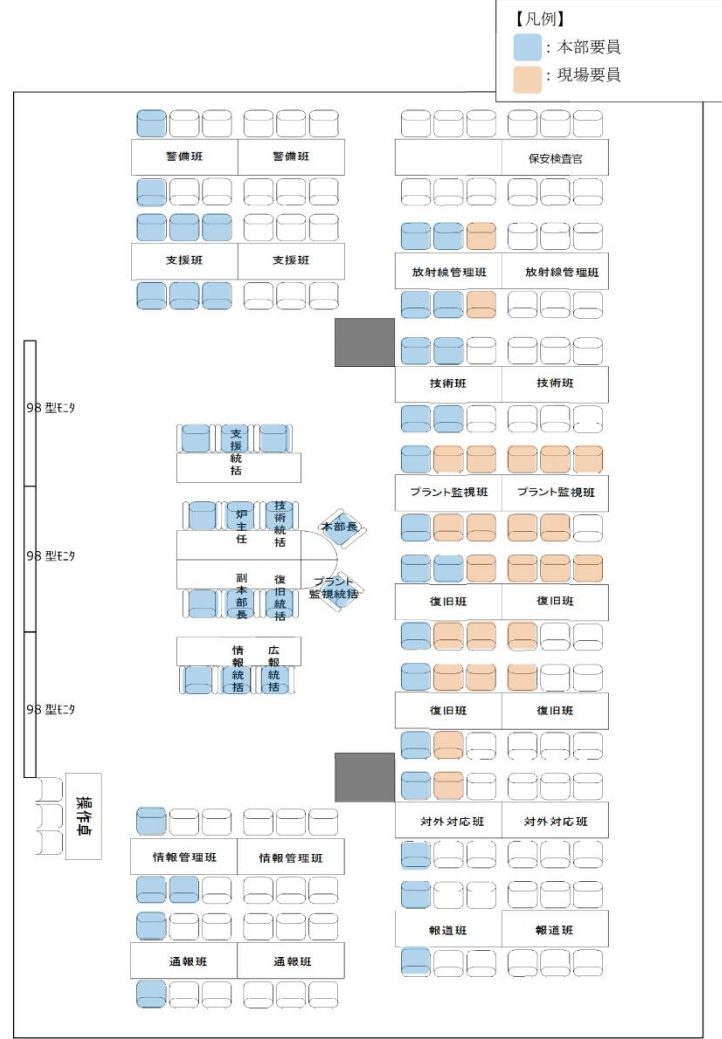 【凡例】
：本部要員
：現場要員
警備班
警備班
保安検査官
支援班
支援班
放射線管理班
放射線管理班
技術班
技術班
98 型ﾓﾆﾀ
支援統括
プラント監視班
プラント監視班
炉主任
技術統括
本部長
98 型ﾓﾆﾀ
副本部長
復旧統括
プラント
監視統括
復旧班
復旧班
情報統括
広報統括
98 型ﾓﾆﾀ
復旧班
復旧班
操作卓
対外対応班
対外対応班
情報管理班
情報管理班
報道班
報道班
通報班
通報班